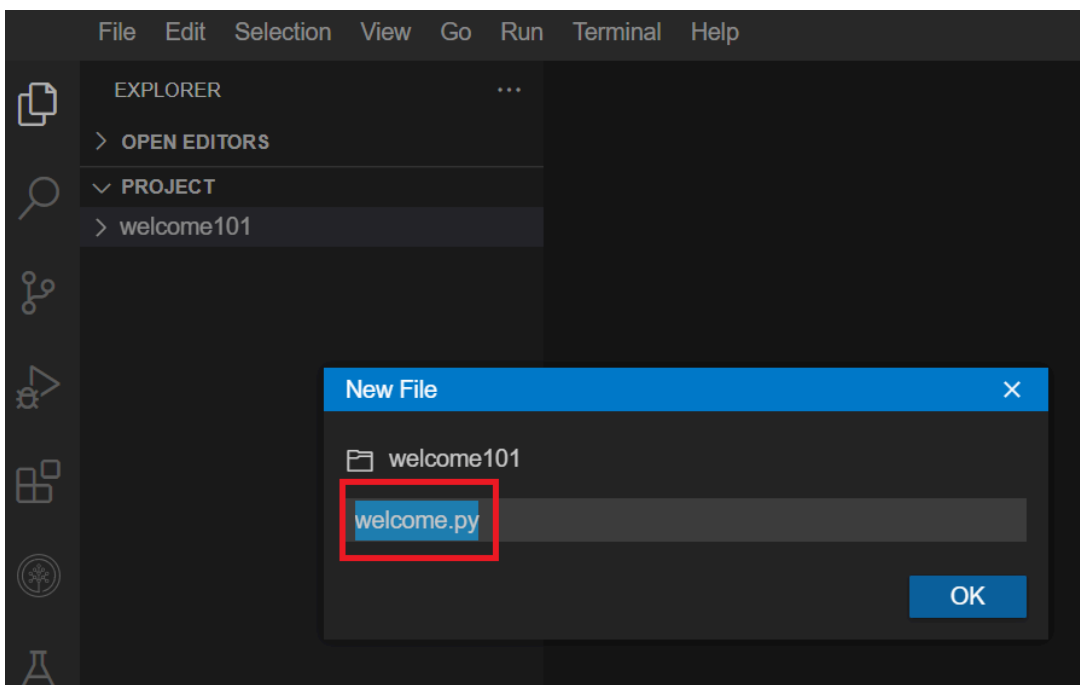 File Edit Selection View Go Run Terminal Help
EXPLORER
OPEN EDITORS
PROJECT
welcome101
New File
welcome101
welcome.py
OK